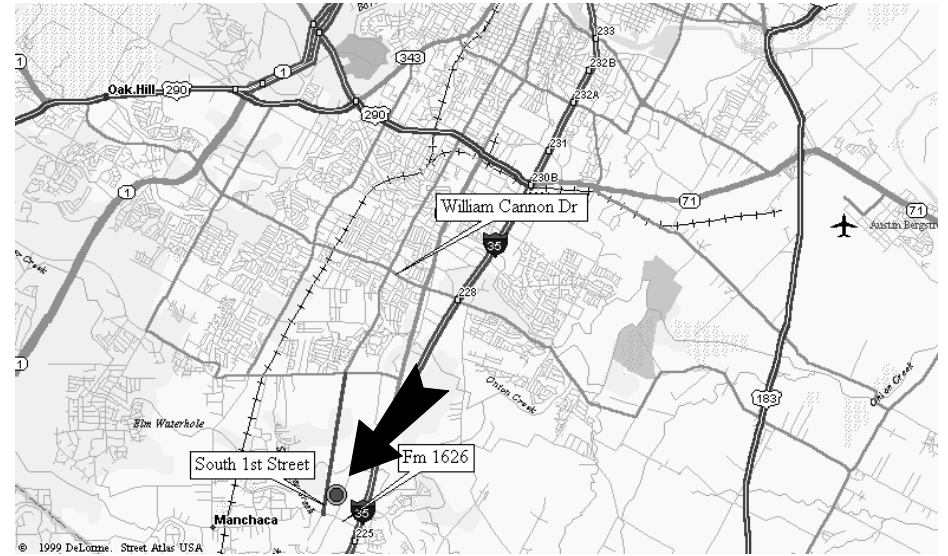 233
1
343
1
232B
Oak Hill
290
232A
290
231
230B
1
71
William Cannon Dr
71
Austin Bergstr
35
228
1
Onion Creek
183
Onion Creek
Elm Waterhole
South 1st Street
Fm 1626
35
Manchaca
225
© 1999 DeLorme. Street Atlas USA